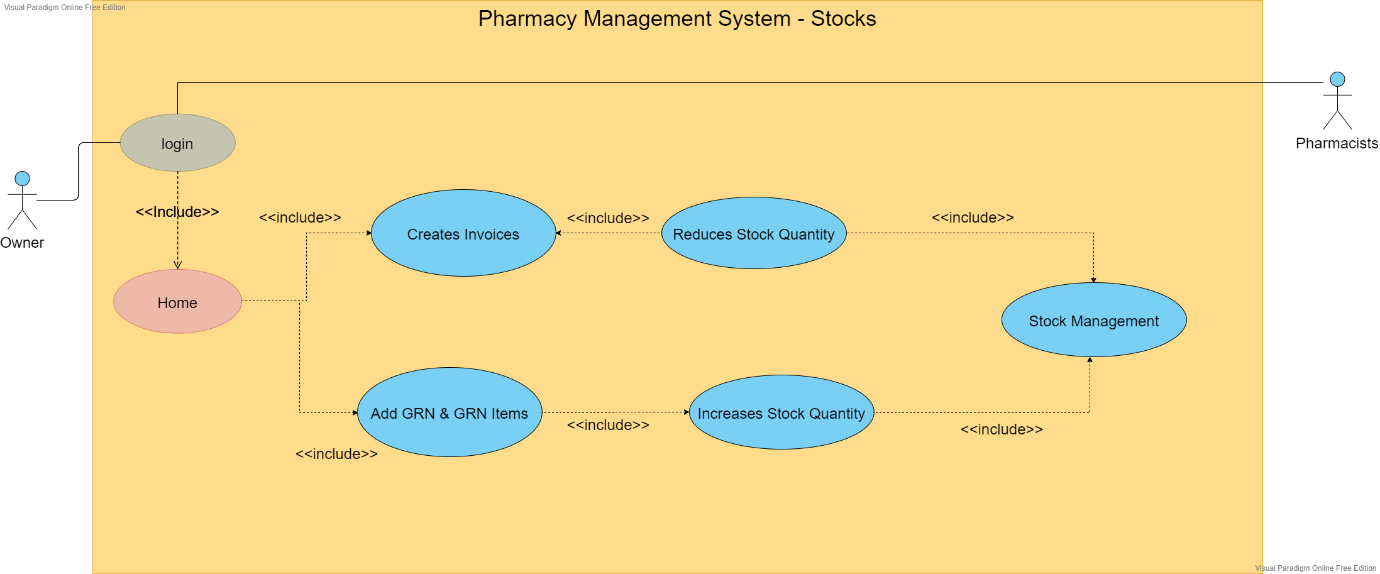 Visual Paradigm Online Free Edition
Pharmacy Management System - Stocks
Pharmacists
login
Owner
<<Include>>
<<include>>
<<include>>
<<include>>
Creates Invoices
Reduces Stock Quantity
Home
Stock Management
Add GRN & GRN Items
Increases Stock Quantity
<<include>>
<<include>>
<<include>>
Visual Paradigm Online Free Edition